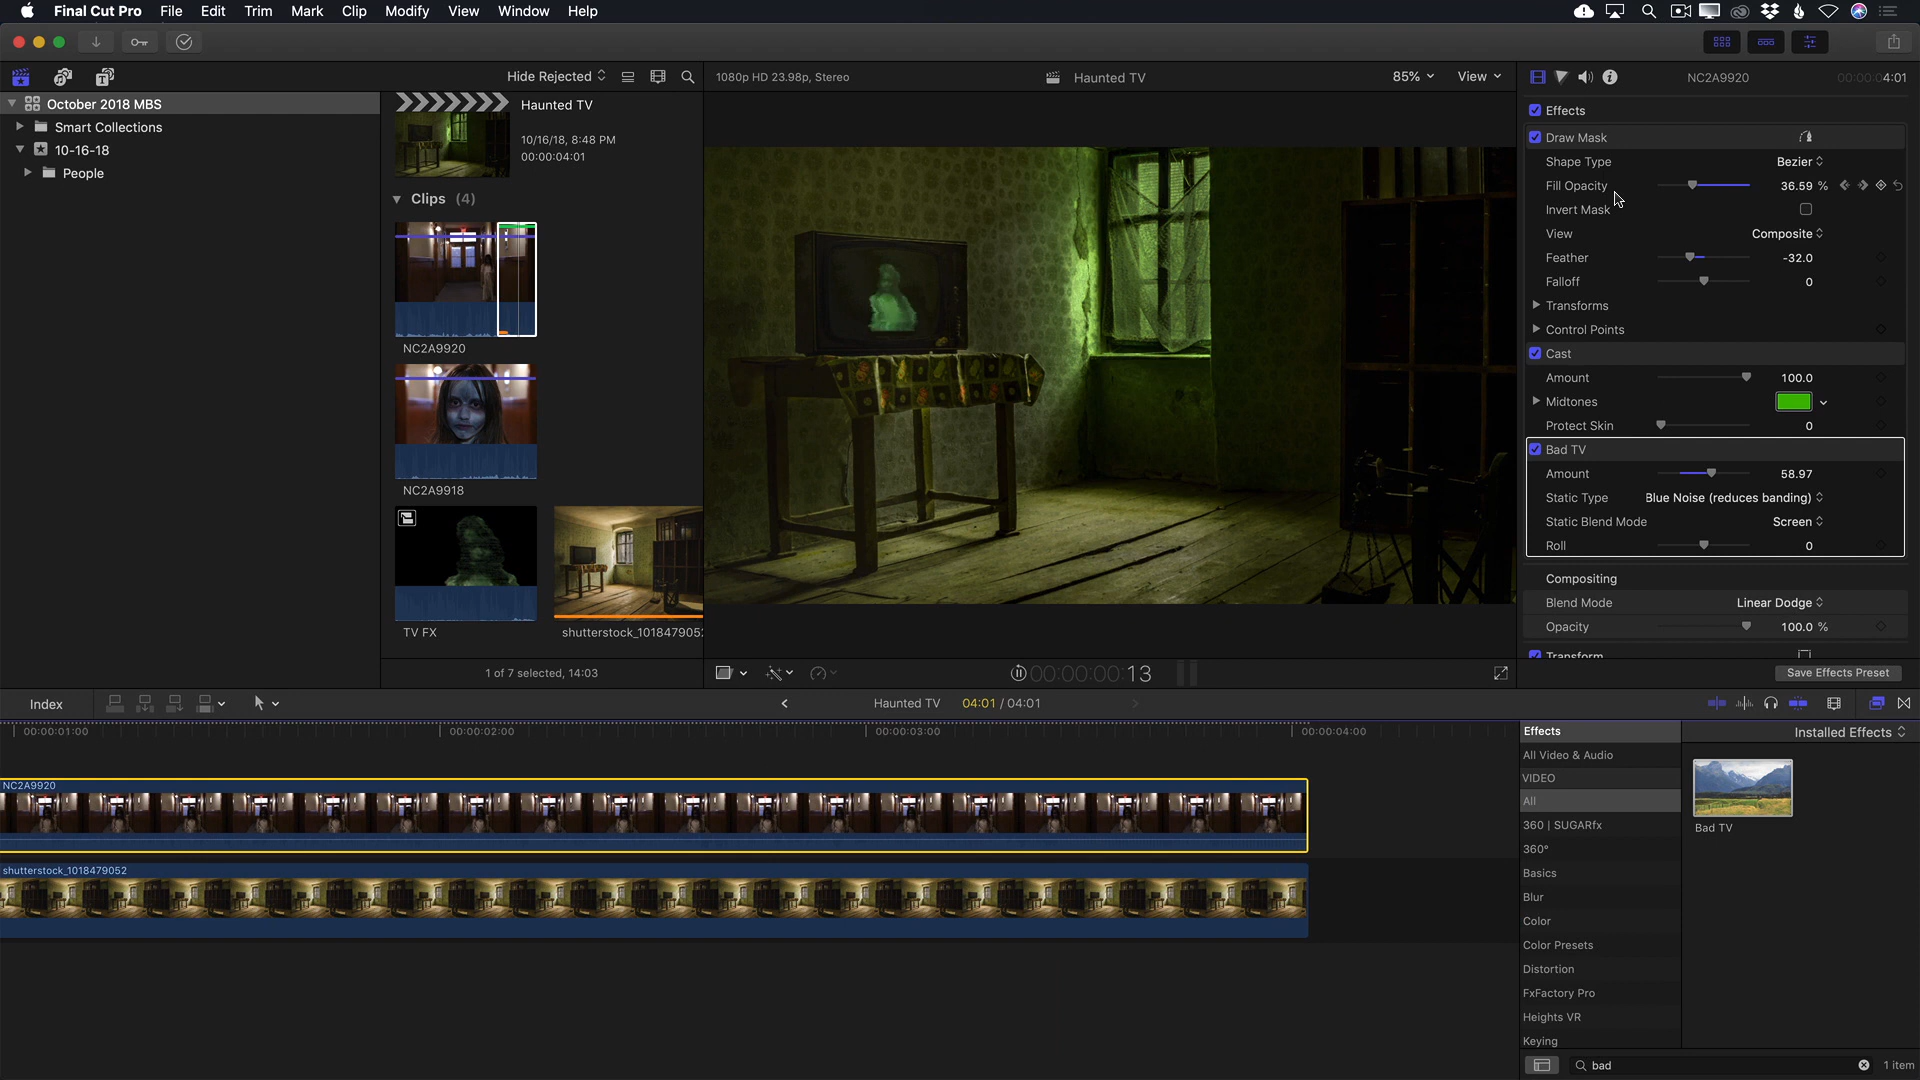 Final Cut Pro File Edit Trim Mark Clip Modify View Window Help
Hide Rejected
1080p HD 23.98p, Stereo
Haunted TV
85%
View
NC2A9920
00:00:04:01
October 2018 MBS
Smart Collections
10-16-18
People
Haunted TV
10/16/18, 8:48 PM
00:00:04:01
Clips (4)
NC2A9920
NC2A9918
TV FX
shutterstock_1018479052
1 of 7 selected, 14:03
00:00:00:13
Effects
Draw Mask
Shape Type Bezier
Fill Opacity 36.59 %
Invert Mask
View Composite
Feather -32.0
Falloff 0
Transforms
Control Points
Cast
Amount 100.0
Midtones
Protect Skin 0
Bad TV
Amount 58.97
Static Type Blue Noise (reduces banding)
Static Blend Mode Screen
Roll 0
Compositing
Blend Mode Linear Dodge
Opacity 100.0 %
Transform
Save Effects Preset
Index
Haunted TV 04:01 / 04:01
00:00:01:00 00:00:02:00 00:00:03:00 00:00:04:00
NC2A9920
shutterstock_1018479052
Effects
Installed Effects
All Video & Audio
VIDEO
All
360 | SUGARfx
360°
Basics
Blur
Color
Color Presets
Distortion
FxFactory Pro
Heights VR
Keying
Bad TV
bad
1 item